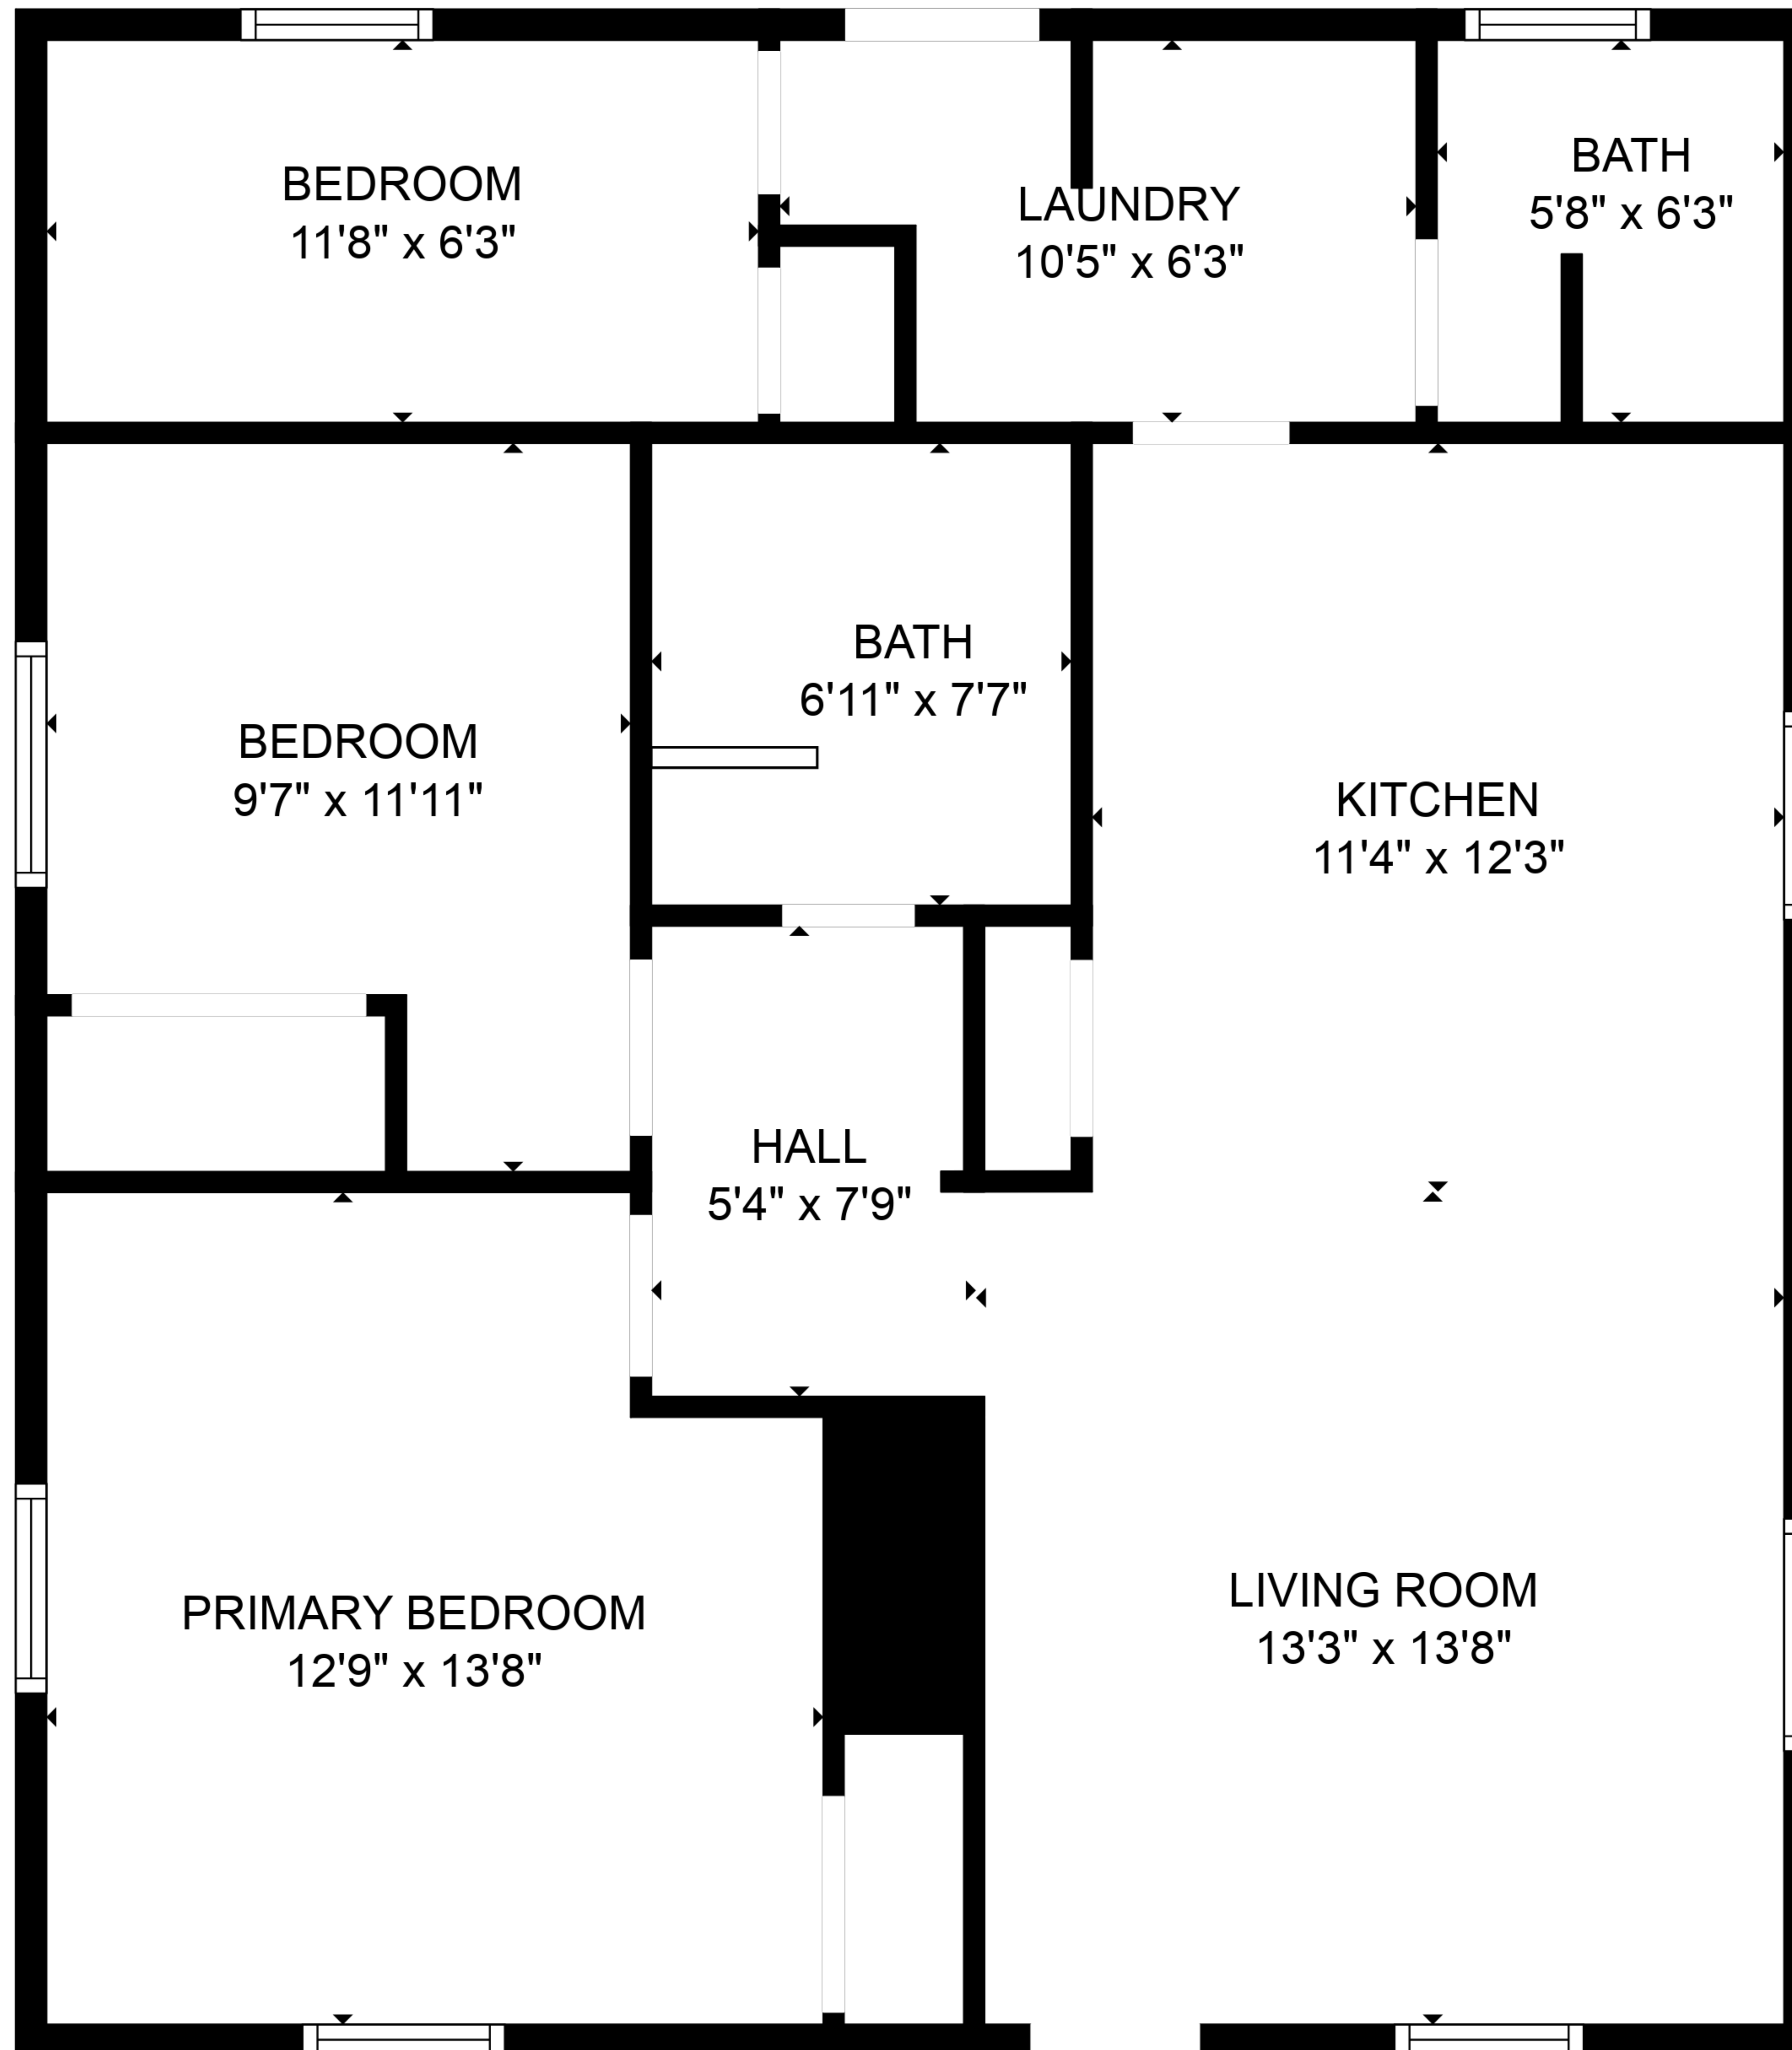 BEDROOM
11'8" x 6'3"
LAUNDRY
10'5" x 6'3"
BATH
5'8" x 6'3"
BEDROOM
9'7" x 11'11"
BATH
6'11" x 7'7"
KITCHEN
11'4" x 12'3"
HALL
5'4" x 7'9"
PRIMARY BEDROOM
12'9" x 13'8"
LIVING ROOM
13'3" x 13'8"